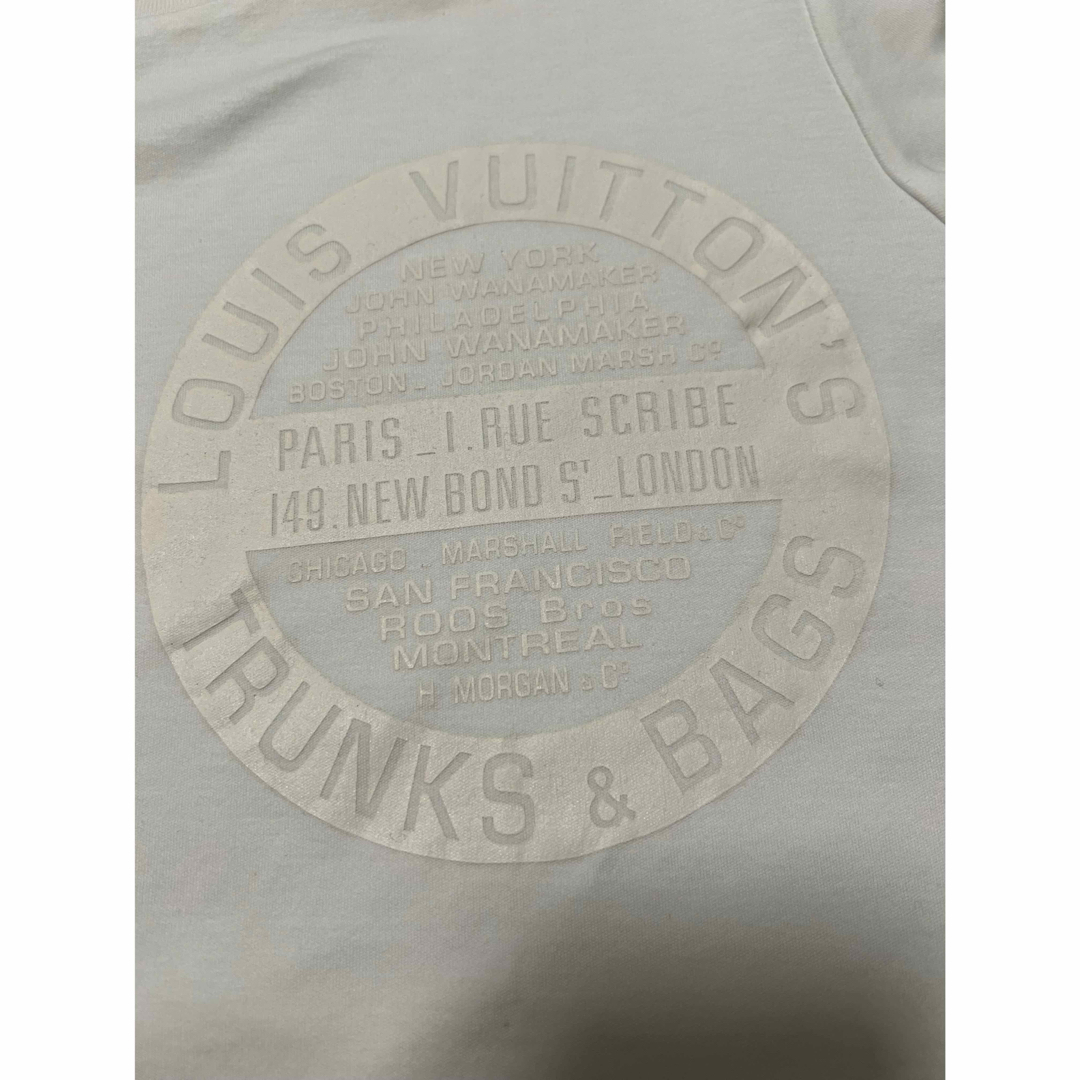 LOUIS VUITTON'S
NEW YORK
JOHN WANAMAKER
PHILADELPHIA
JOHN WANAMAKER
BOSTON_ JORDAN MARSH Cº
PARIS_1.RUE SCRIBE
149.NEW BOND Sᵀ_LONDON
CHICAGO . MARSHALL FIELD & Cº
SAN FRANCISCO
ROOS Bros
MONTREAL
H MORGAN & Cº
TRUNKS & BAGS